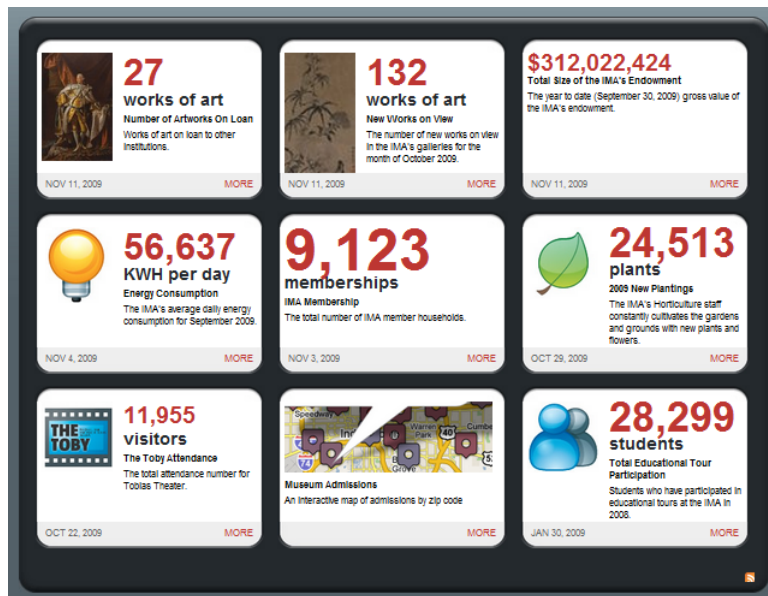 27
works of art
Number of Artworks On Loan
Works of art on loan to other
institutions.
NOV 11, 2009 MORE
132
works of art
New Works on View
The number of new works on view
in the IMA's galleries for the
month of October 2009.
NOV 11, 2009 MORE
$312,022,424
Total Size of the IMA's Endowment
The year to date (September 30, 2009) gross value of
the IMA's endowment.
NOV 11, 2009 MORE
56,637
KWH per day
Energy Consumption
The IMA's average daily energy
consumption for September 2009.
NOV 4, 2009 MORE
9,123
memberships
IMA Membership
The total number of IMA member households.
NOV 3, 2009 MORE
24,513
plants
2009 New Plantings
The IMA's Horticulture staff
constantly cultivates the gardens
and grounds with new plants and
flowers.
OCT 29, 2009 MORE
THE
TOBY
11,955
visitors
The Toby Attendance
The total attendance number for
Tobias Theater.
OCT 22, 2009 MORE
Speedway
Warren
Park
40
Cumbe
74
Grove
Museum Admissions
An interactive map of admissions by zip code
MORE
28,299
students
Total Educational Tour
Participation
Students who have participated in
educational tours at the IMA in
2008.
JAN 30, 2009 MORE